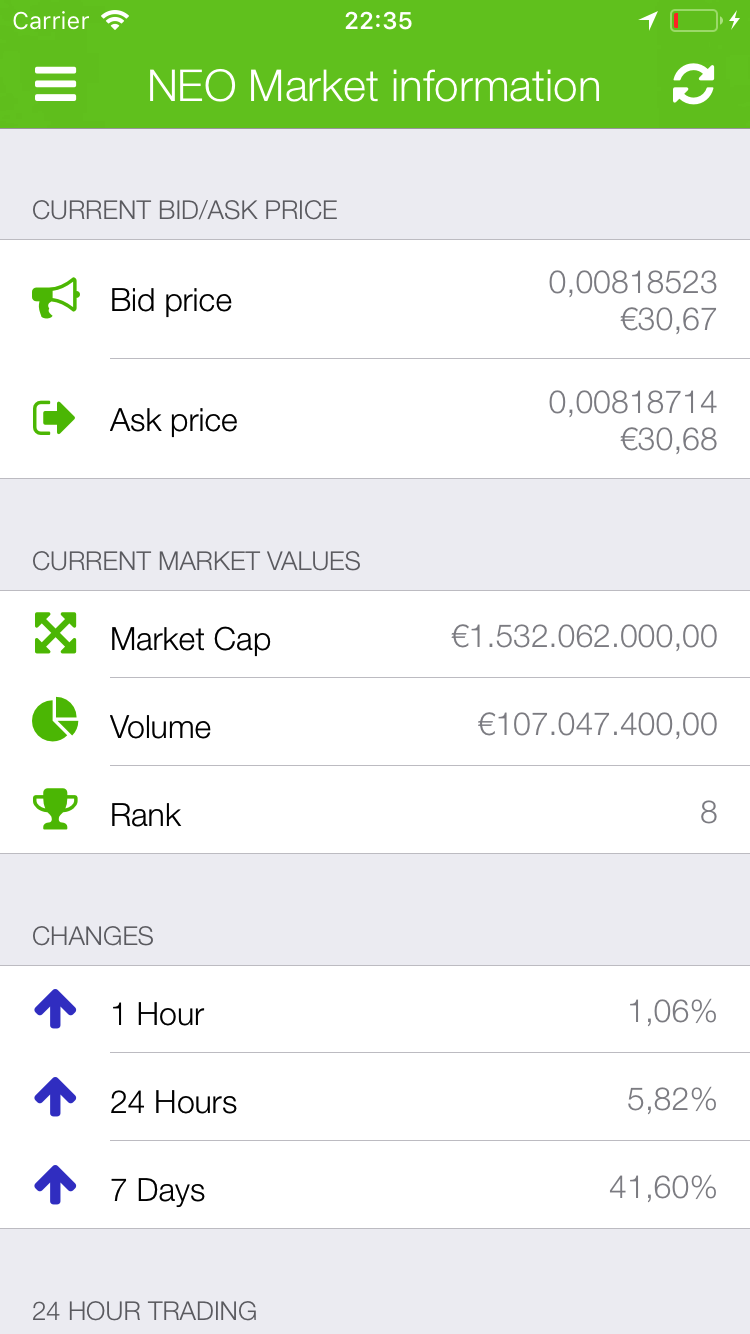 Carrier 22:35
NEO Market information
CURRENT BID/ASK PRICE
Bid price
0,00818523
€30,67
Ask price
0,00818714
€30,68
CURRENT MARKET VALUES
Market Cap €1.532.062.000,00
Volume €107.047.400,00
Rank 8
CHANGES
1 Hour 1,06%
24 Hours 5,82%
7 Days 41,60%
24 HOUR TRADING